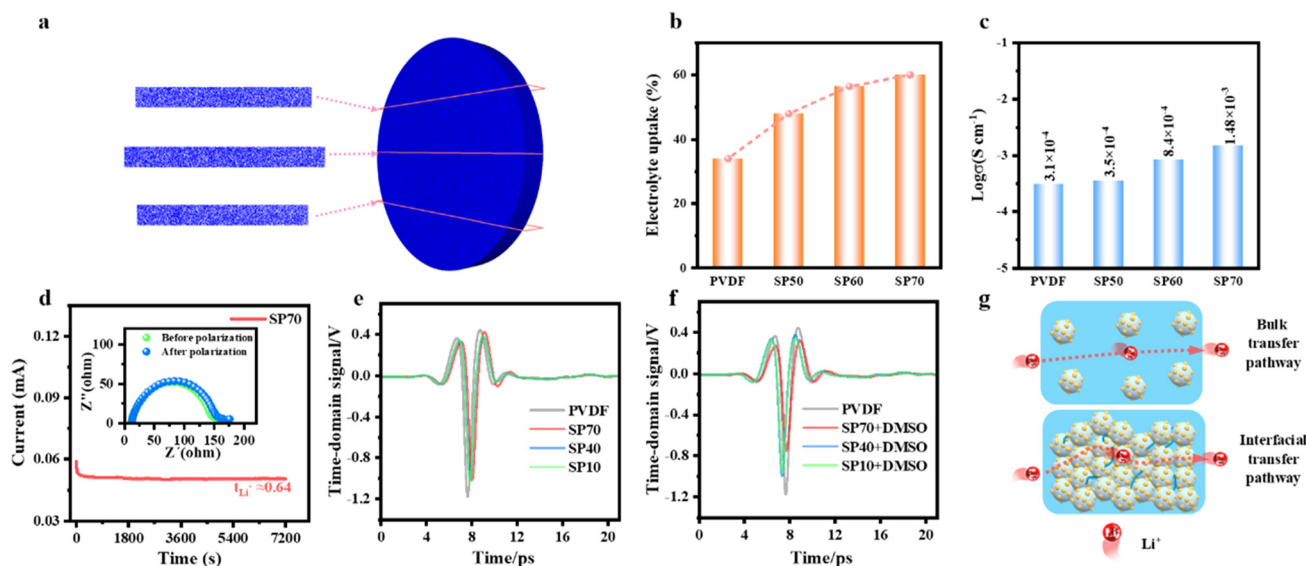 a
b
Electrolyte uptake (%)
60
40
20
0
PVDF SP50 SP60 SP70
c
Logσ(S cm⁻¹)
-1
-2
-3
-4
-5
3.1×10⁻⁴
3.5×10⁻⁴
8.4×10⁻⁴
1.48×10⁻³
PVDF SP50 SP60 SP70
d
Current (mA)
0.12
0.09
0.06
0.03
SP70
Before polarization
After polarization
Z''(ohm)
100
50
0
0 25 50 75 100 125 150 175 200
Z´(ohm)
tLi⁺≈0.64
0 1800 3600 5400 7200
Time (s)
e
Time-domain signal/V
0.4
0.0
-0.4
-0.8
-1.2
PVDF
SP70
SP40
SP10
0 4 8 12 16 20
Time/ps
f
Time-domain signal/V
0.4
0.0
-0.4
-0.8
-1.2
PVDF
SP70+DMSO
SP40+DMSO
SP10+DMSO
0 4 8 12 16 20
Time/ps
g
Bulk
transfer
pathway
Interfacial
transfer
pathway
Li⁺